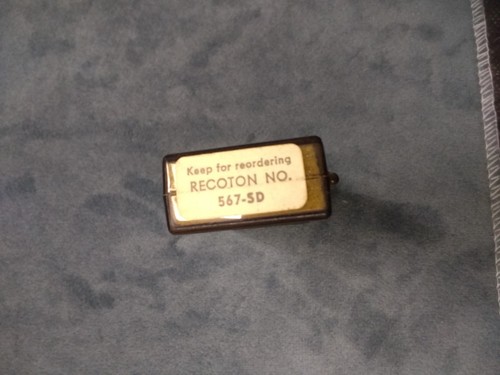 Keep for reordering
RECOTON NO.
567-SD